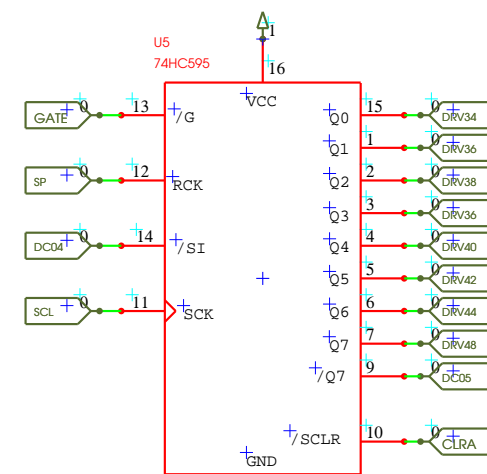 1
U5
74HC595
16
VCC
GATE 0 13 /G Q0 15 0 DRV34
Q1 1 0 DRV36
SP 0 12 RCK Q2 2 0 DRV38
Q3 3 0 DRV36
DC04 0 14 /SI Q4 4 0 DRV40
Q5 5 0 DRV42
SCL 0 11 SCK Q6 6 0 DRV44
Q7 7 0 DRV48
/Q7 9 0 DC05
/SCLR 10 0 CLRA
GND